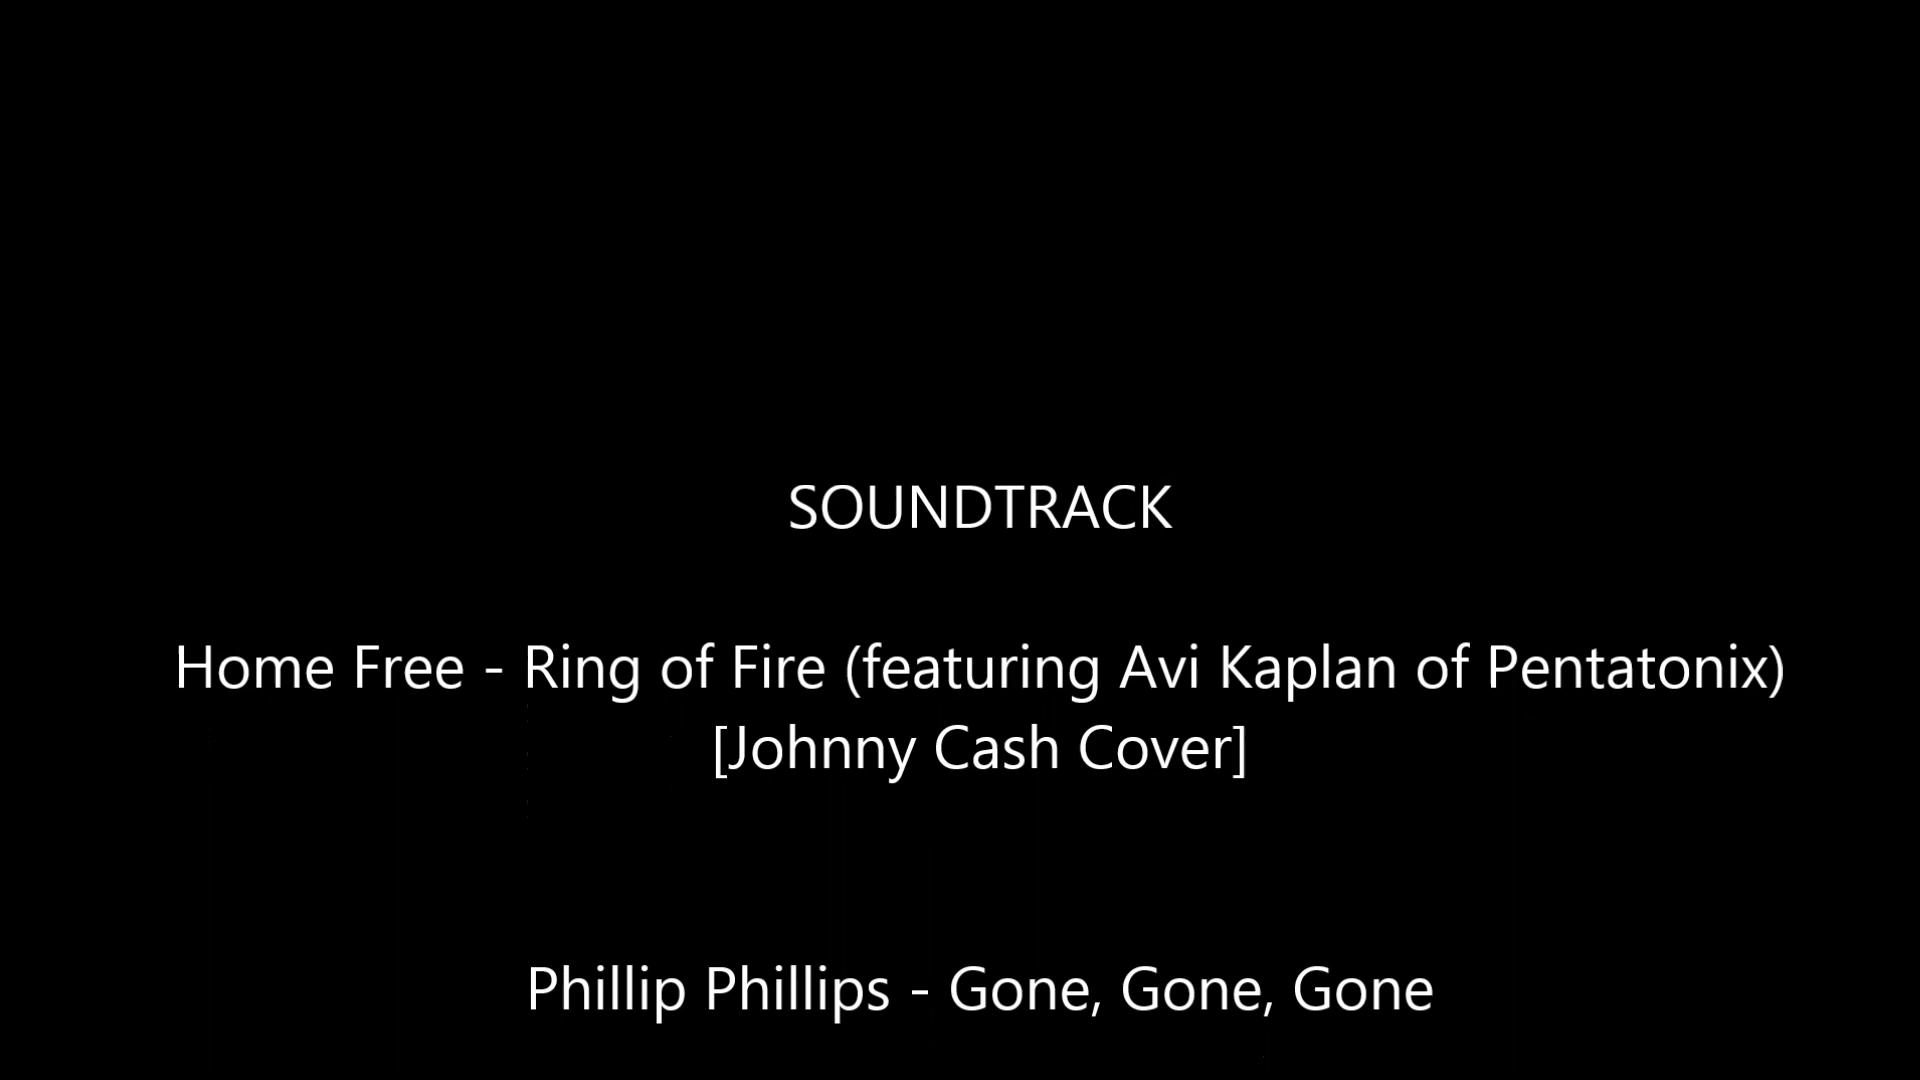 SOUNDTRACK
Home Free - Ring of Fire (featuring Avi Kaplan of Pentatonix)
[Johnny Cash Cover]
Phillip Phillips - Gone, Gone, Gone